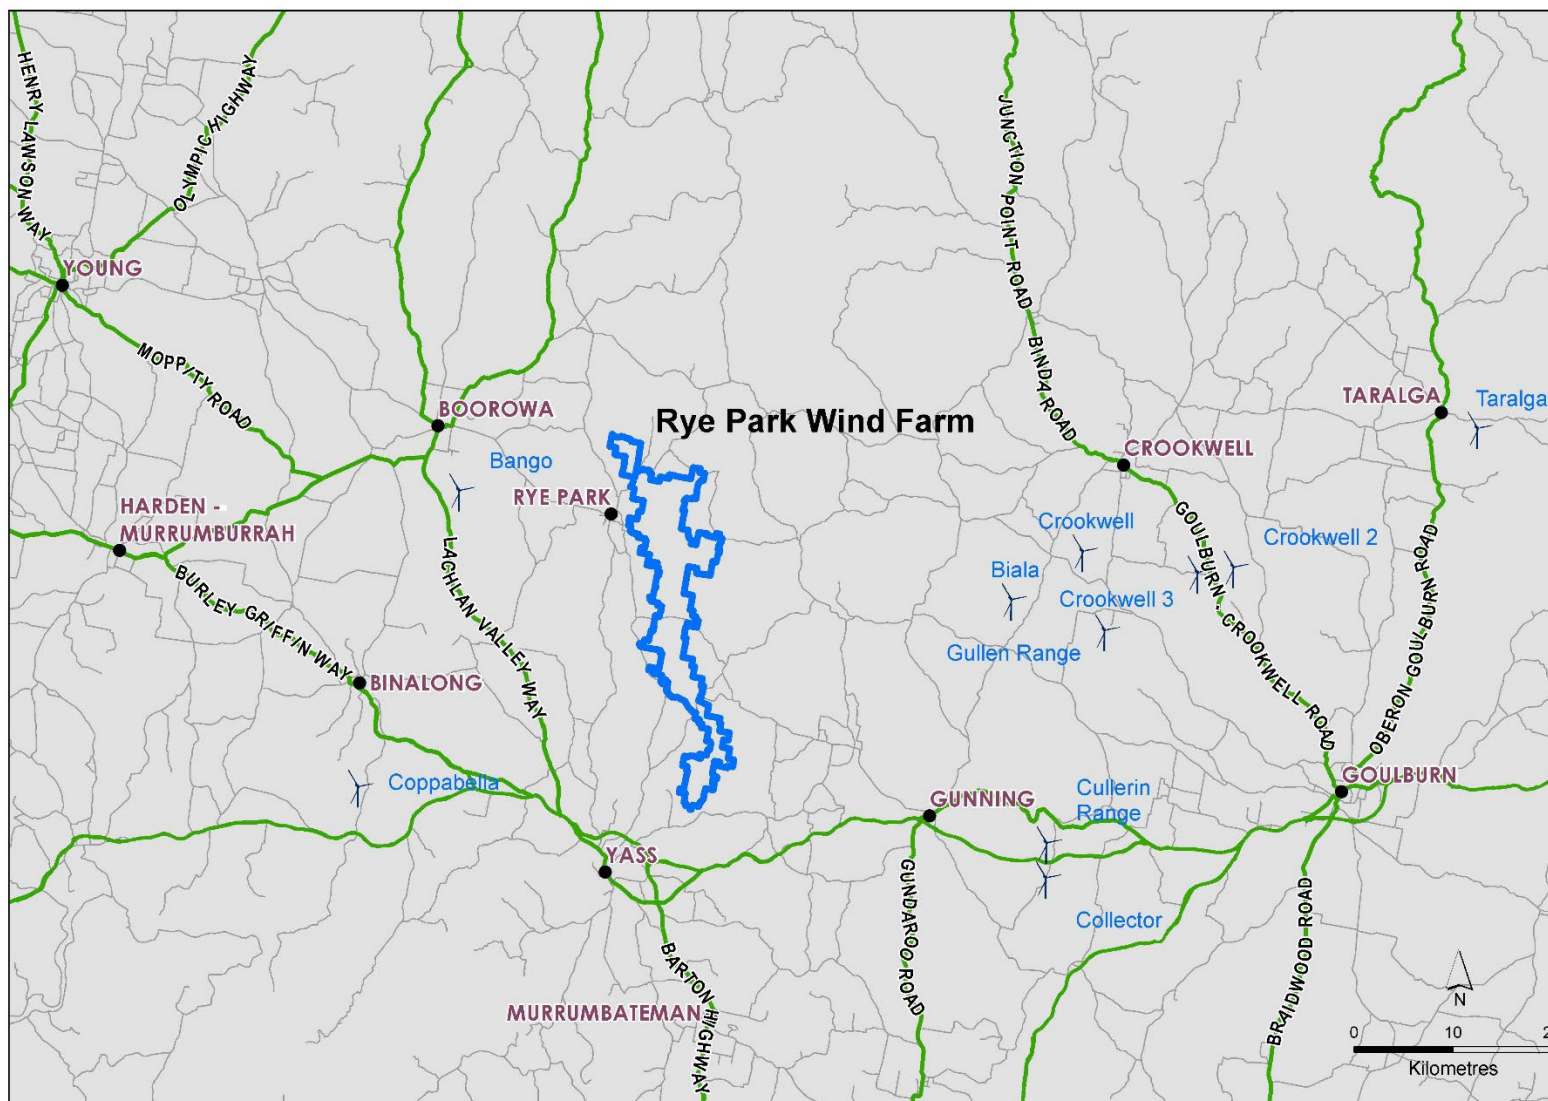 HENRY LAWSON WAY
OLYMPIC HIGHWAY
JUNCTION POINT ROAD
YOUNG
MOPPITY ROAD
BINDA ROAD
TARALGA
Taralga
BOOROWA
Rye Park Wind Farm
CROOKWELL
Bango
RYE PARK
HARDEN -
MURRUMBURRAH
Crookwell
GOULBURN - CROOKWELL ROAD
Crookwell 2
OBERON GOULBURN ROAD
LACHLAN VALLEY WAY
BURLEY GRIFFIN WAY
Biala
Crookwell 3
Gullen Range
BINALONG
Coppabella
GOULBURN
Cullerin
Range
GUNNING
YASS
GUNDAROO ROAD
Collector
BRAIDWOOD ROAD
BARTON HIGHWAY
MURRUMBATEMAN
N
0 10 2
Kilometres